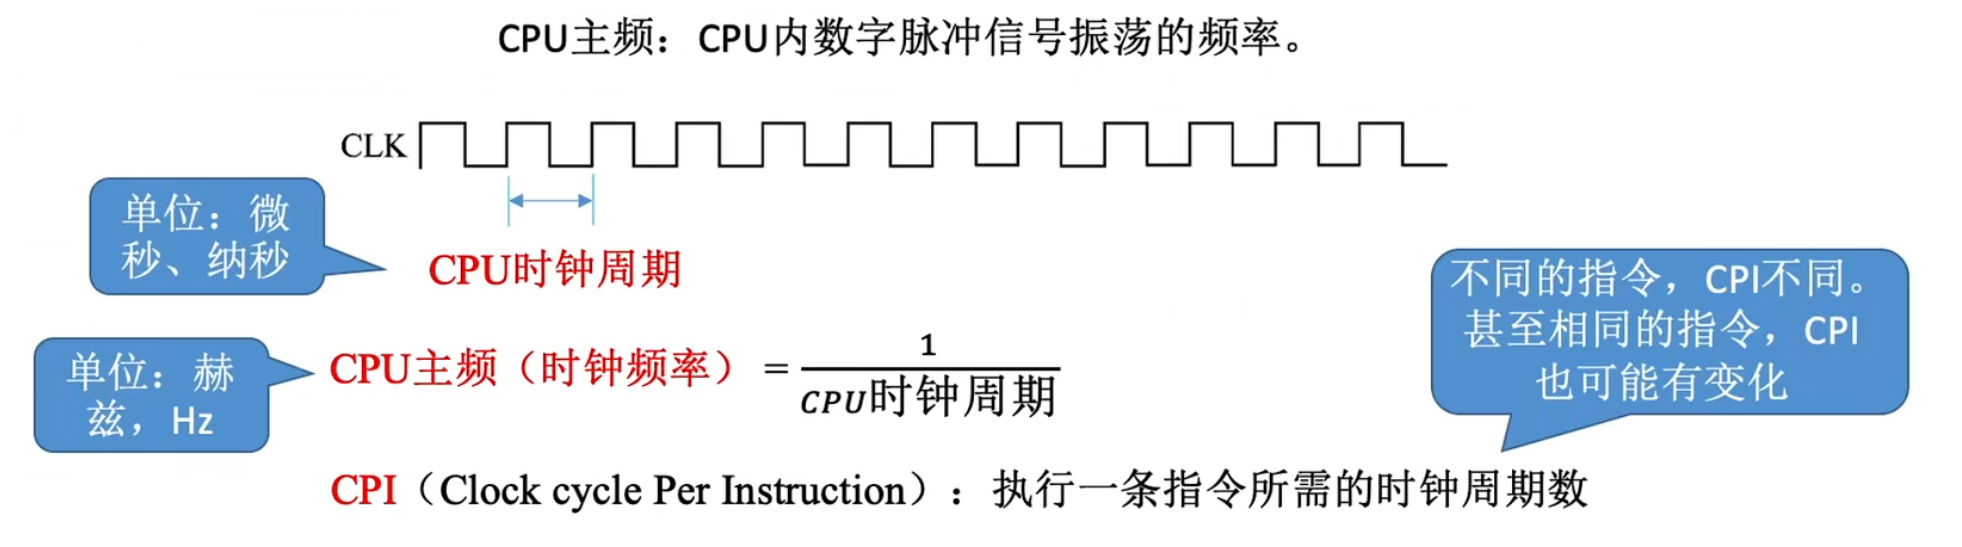 CPU主频：CPU内数字脉冲信号振荡的频率。
CLK
单位：微
秒、纳秒
CPU时钟周期
不同的指令，CPI不同。
甚至相同的指令，CPI
也可能有变化
单位：赫
兹，Hz
CPU主频（时钟频率）=
1
CPU时钟周期
CPI（Clock cycle Per Instruction）：执行一条指令所需的时钟周期数